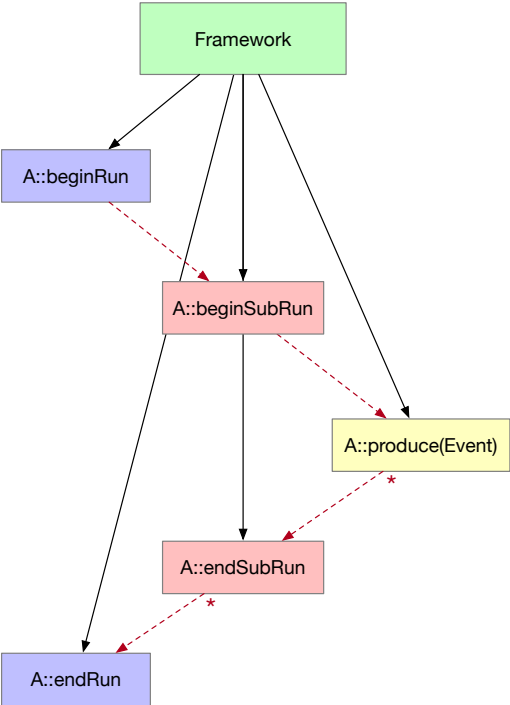 Framework
A::beginRun
A::beginSubRun
A::produce(Event)
*
A::endSubRun
*
A::endRun